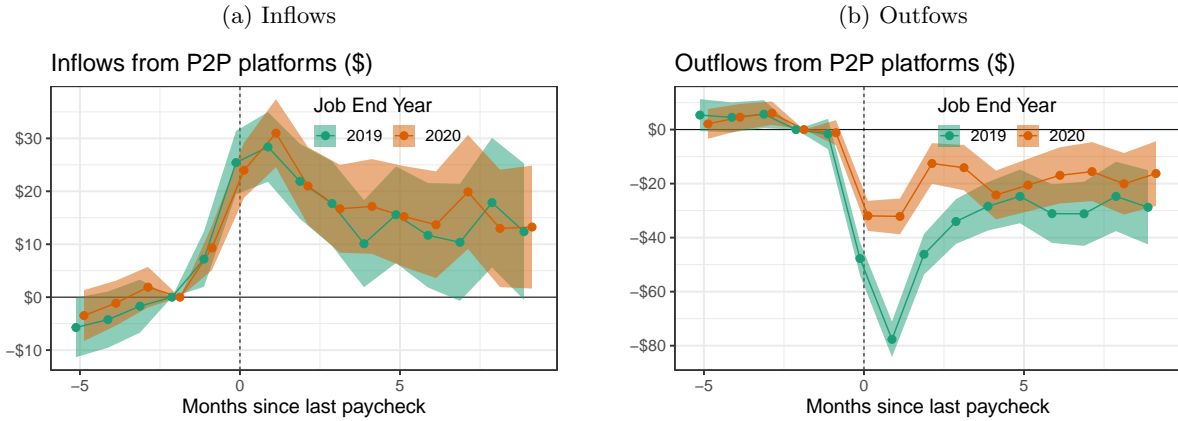 (a) Inflows
Inflows from P2P platforms ($)
Job End Year
2019 2020
$30
$20
$10
$0
−$10
−5 0 5
Months since last paycheck
(b) Outfows
Outflows from P2P platforms ($)
Job End Year
2019 2020
$0
−$20
−$40
−$60
−$80
−5 0 5
Months since last paycheck